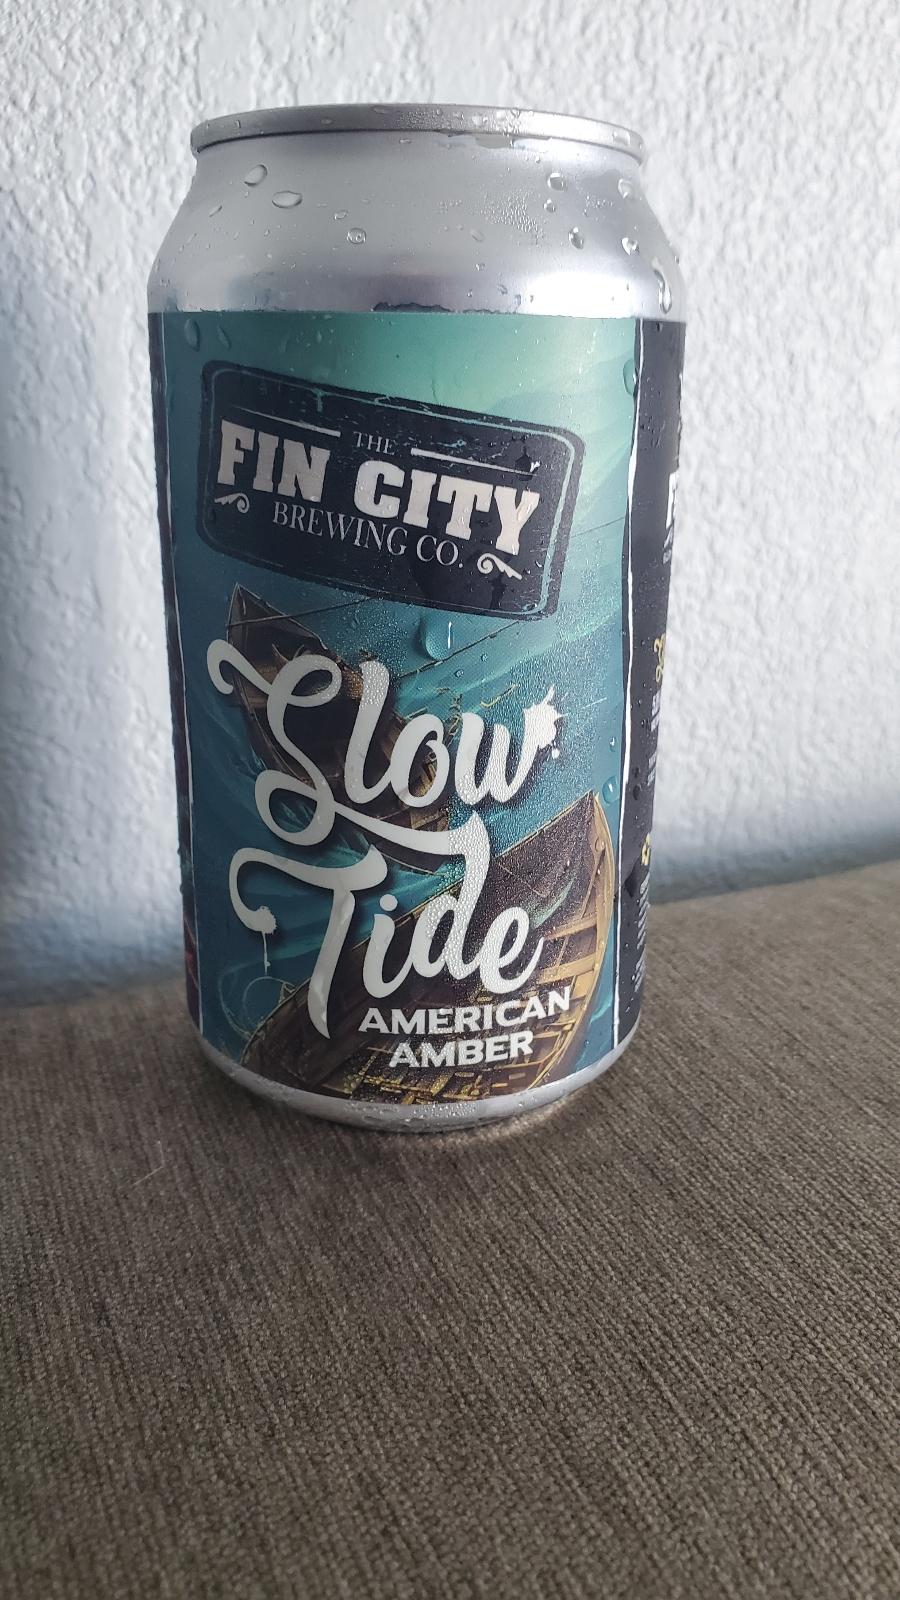 THE
FIN CITY
BREWING CO.
Slow
Tide
AMERICAN
AMBER